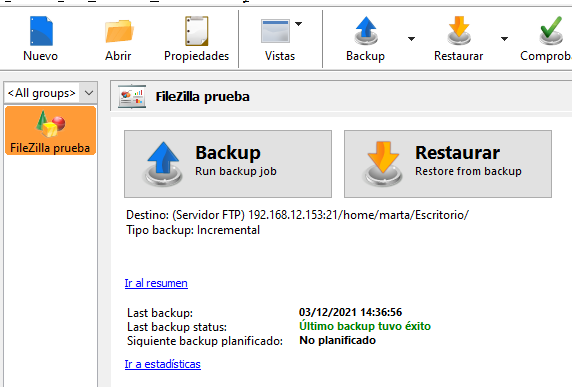 Nuevo
Abrir
Propiedades
Vistas
Backup
Restaurar
Comproba
<All groups>
FileZilla prueba
FileZilla prueba
Backup
Run backup job
Restaurar
Restore from backup
Destino: (Servidor FTP) 192.168.12.153:21/home/marta/Escritorio/
Tipo backup: Incremental
Ir al resumen
Last backup: 03/12/2021 14:36:56
Last backup status: Último backup tuvo éxito
Siquiente backup planificado: No planificado
Ir a estadísticas